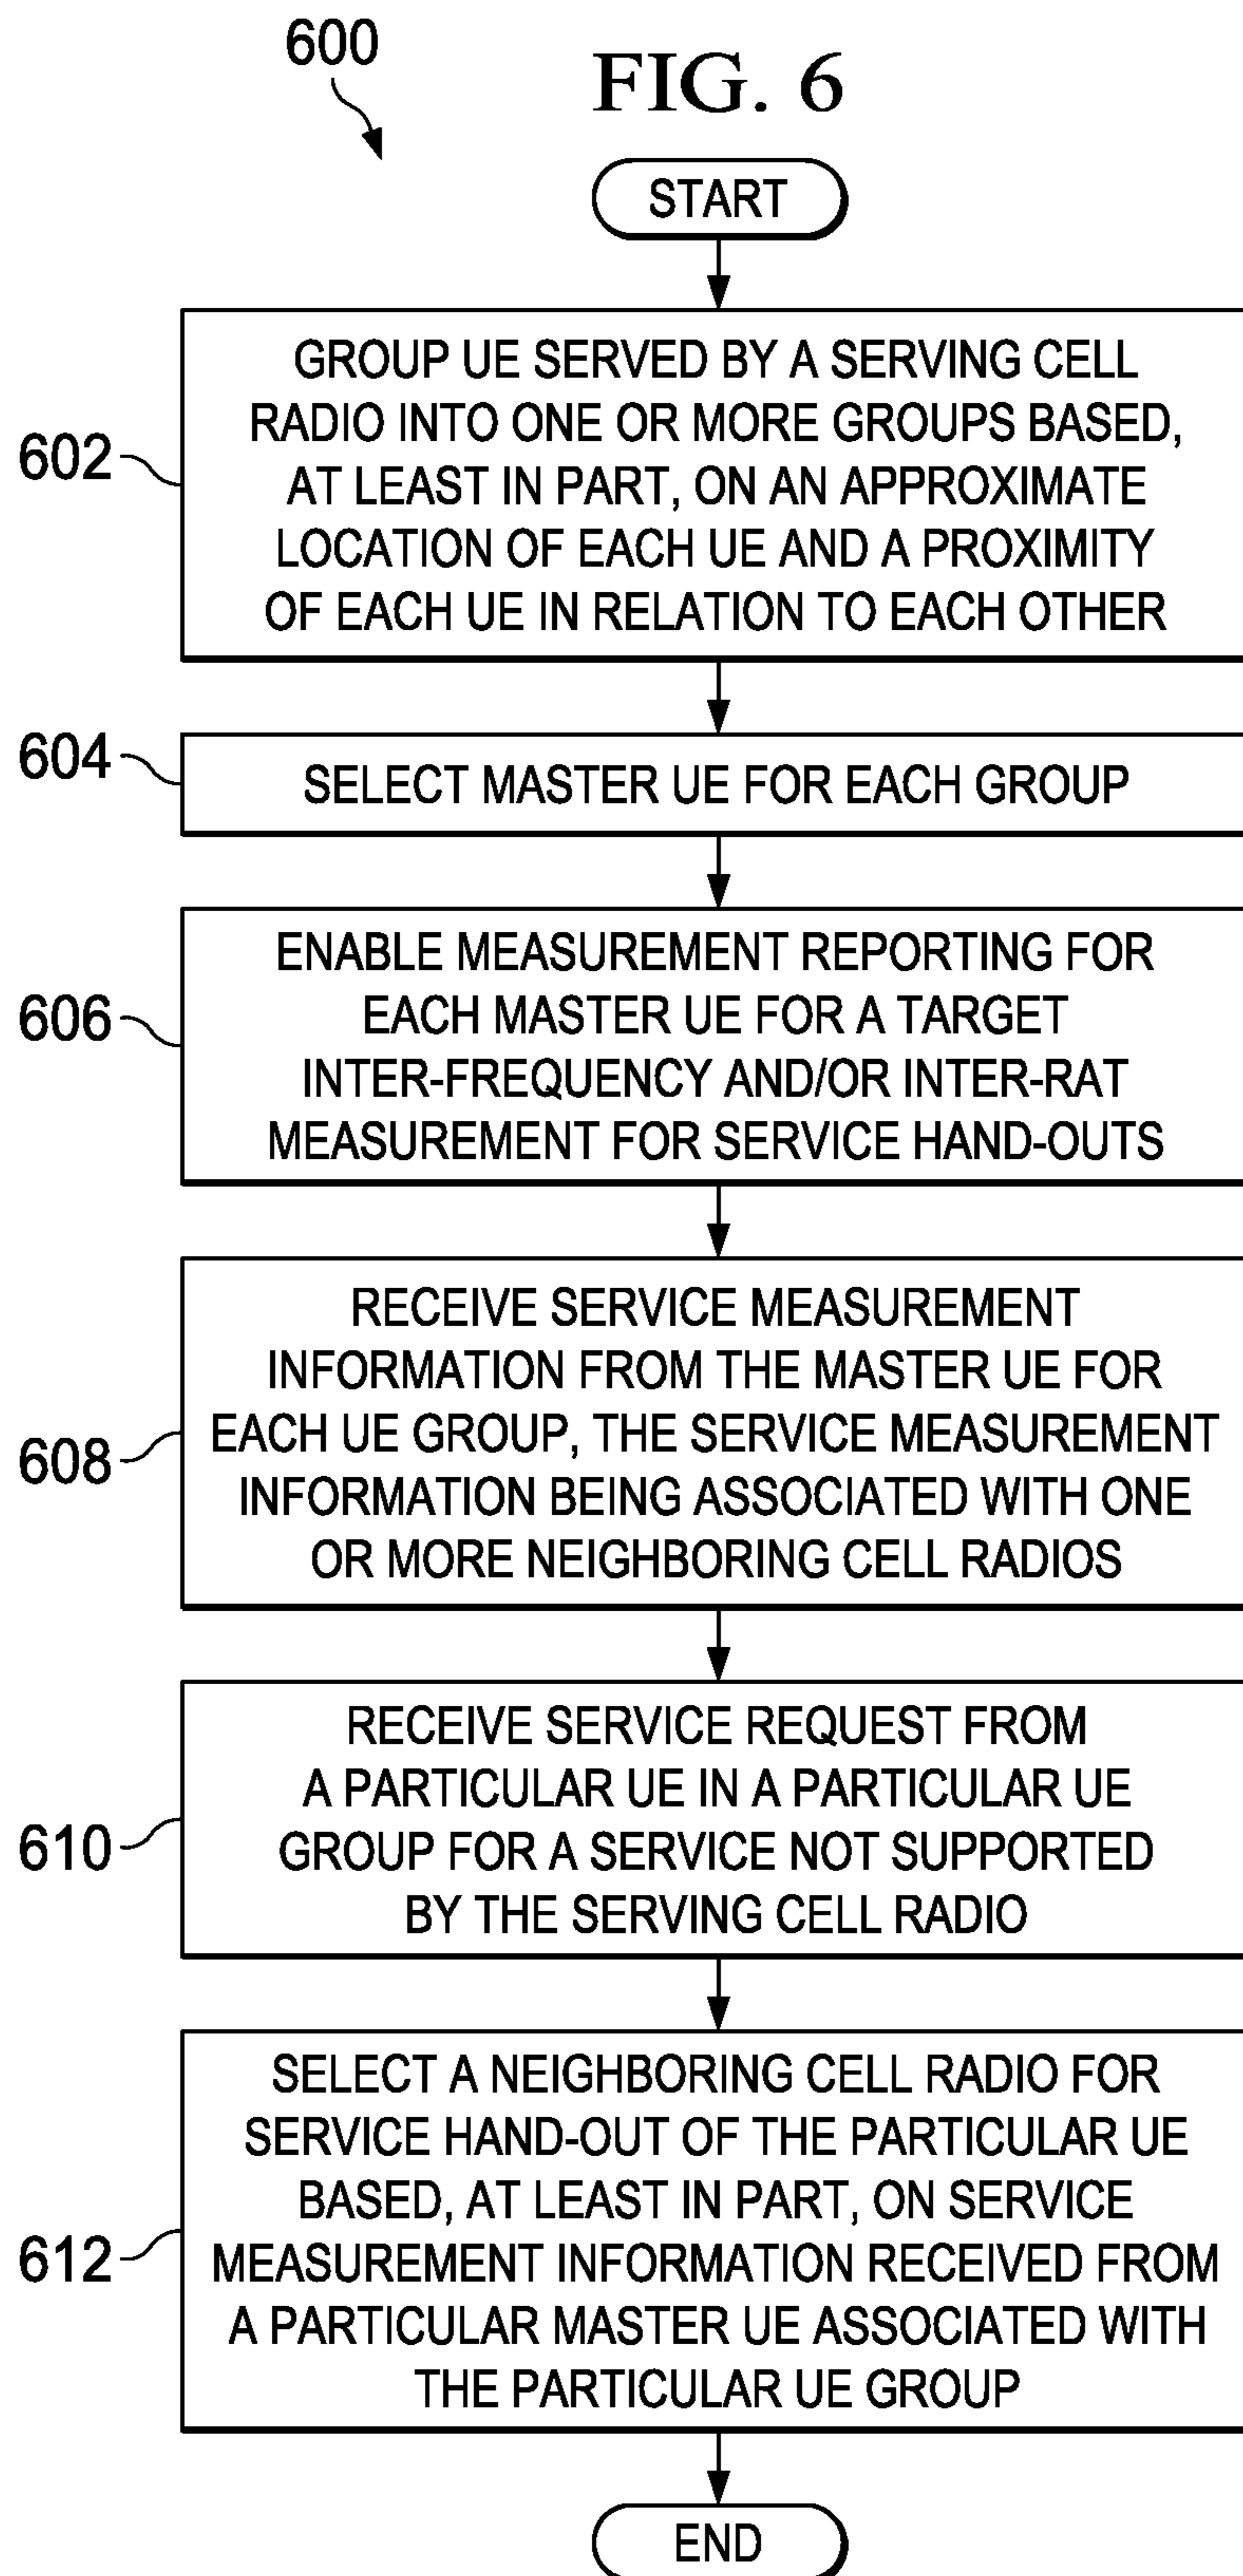 600
FIG. 6
START
602
GROUP UE SERVED BY A SERVING CELL
RADIO INTO ONE OR MORE GROUPS BASED,
AT LEAST IN PART, ON AN APPROXIMATE
LOCATION OF EACH UE AND A PROXIMITY
OF EACH UE IN RELATION TO EACH OTHER
604
SELECT MASTER UE FOR EACH GROUP
606
ENABLE MEASUREMENT REPORTING FOR
EACH MASTER UE FOR A TARGET
INTER-FREQUENCY AND/OR INTER-RAT
MEASUREMENT FOR SERVICE HAND-OUTS
608
RECEIVE SERVICE MEASUREMENT
INFORMATION FROM THE MASTER UE FOR
EACH UE GROUP, THE SERVICE MEASUREMENT
INFORMATION BEING ASSOCIATED WITH ONE
OR MORE NEIGHBORING CELL RADIOS
610
RECEIVE SERVICE REQUEST FROM
A PARTICULAR UE IN A PARTICULAR UE
GROUP FOR A SERVICE NOT SUPPORTED
BY THE SERVING CELL RADIO
612
SELECT A NEIGHBORING CELL RADIO FOR
SERVICE HAND-OUT OF THE PARTICULAR UE
BASED, AT LEAST IN PART, ON SERVICE
MEASUREMENT INFORMATION RECEIVED FROM
A PARTICULAR MASTER UE ASSOCIATED WITH
THE PARTICULAR UE GROUP
END